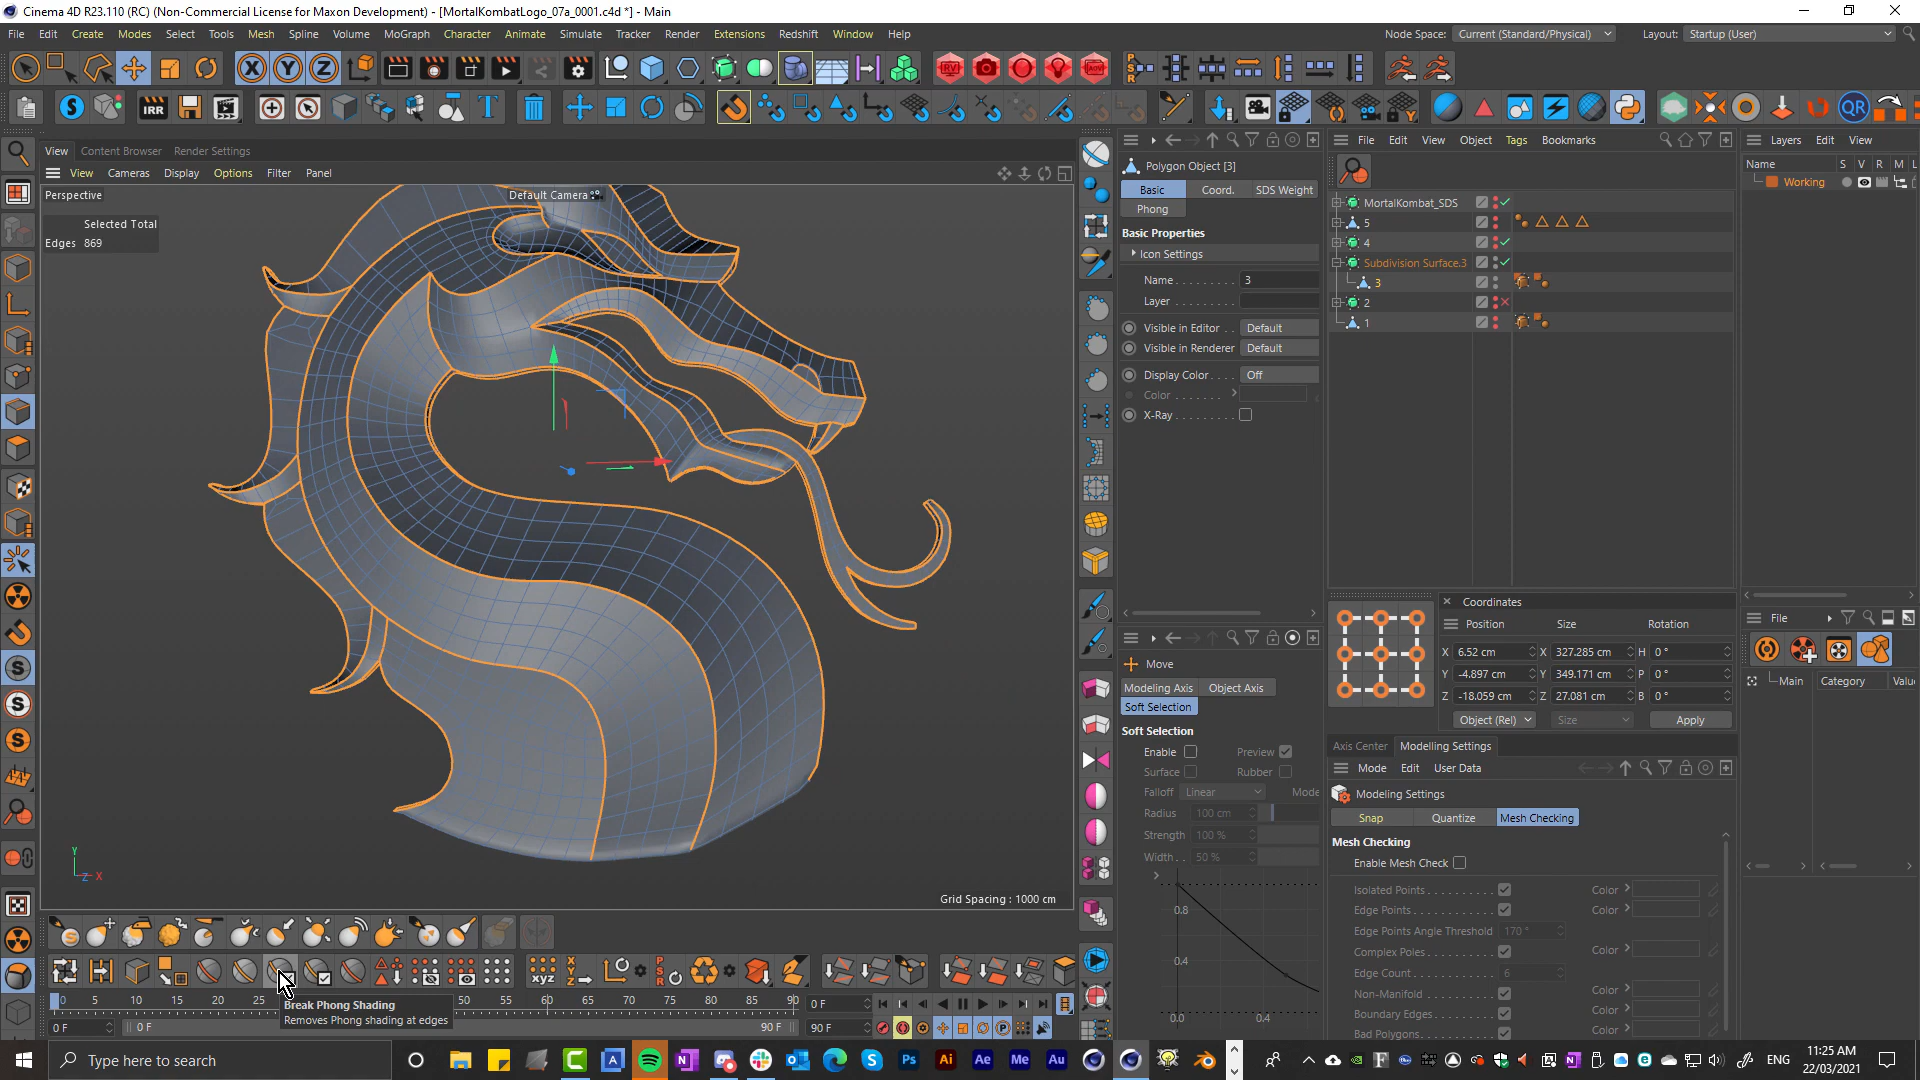 Cinema 4D R23.110 (RC) (Non-Commercial License for Maxon Development) - [MortalKombatLogo_07a_0001.c4d *] - Main
File Edit Create Modes Select Tools Mesh Spline Volume MoGraph Character Animate Simulate Tracker Render Redshift Extensions Window Help
Node Space: Current (Standard/Physical) Layout: Startup (User)
View Content Browser Render Settings
View Cameras Display Options Filter Panel
Perspective
Default Camera
Selected Total
Edges 869
Grid Spacing : 1000 cm
Polygon Object [3]
Basic Coord. SDS Weight
Phong
Basic Properties
Icon Settings
Name 3
Layer
Visible in Editor Default
Visible in Renderer Default
Display Color Off
Color
X-Ray
File Edit View Object Tags Bookmarks
MortalKombat_SDS
5
4
Subdivision Surface.3
3
2
1
Layers Edit View
Name S V R M L
Working
Move
Modeling Axis Object Axis
Soft Selection
Soft Selection
Enable Preview
Surface Rubber
Falloff Linear Mode
Radius 100 cm
Strength 100 %
Width 50 %
0.8
0.4
0.0 0.4
Coordinates
Position Size Rotation
X 6.52 cm X 327.285 cm H 0 °
Y -4.897 cm Y 349.171 cm P 0 °
Z -18.059 cm Z 27.081 cm B 0 °
Object (Rel) Size Apply
Axis Center Modelling Settings
Mode Edit User Data
Modeling Settings
Snap Quantize Mesh Checking
Mesh Checking
Enable Mesh Check
Isolated Points Color
Edge Points Color
Edge Points Angle Threshold 170 °
Complex Poles Color
Edge Count 6
Non-Manifold Color
Boundary Edges Color
Bad Polygons Color
File
Main Category Valu
Break Phong Shading
Removes Phong shading at edges
0 5 10 15 20 25 50 55 60 65 70 75 80 85 90 0 F
0 F 0 F 90 F 90 F
Type here to search
ENG
11:25 AM
22/03/2021